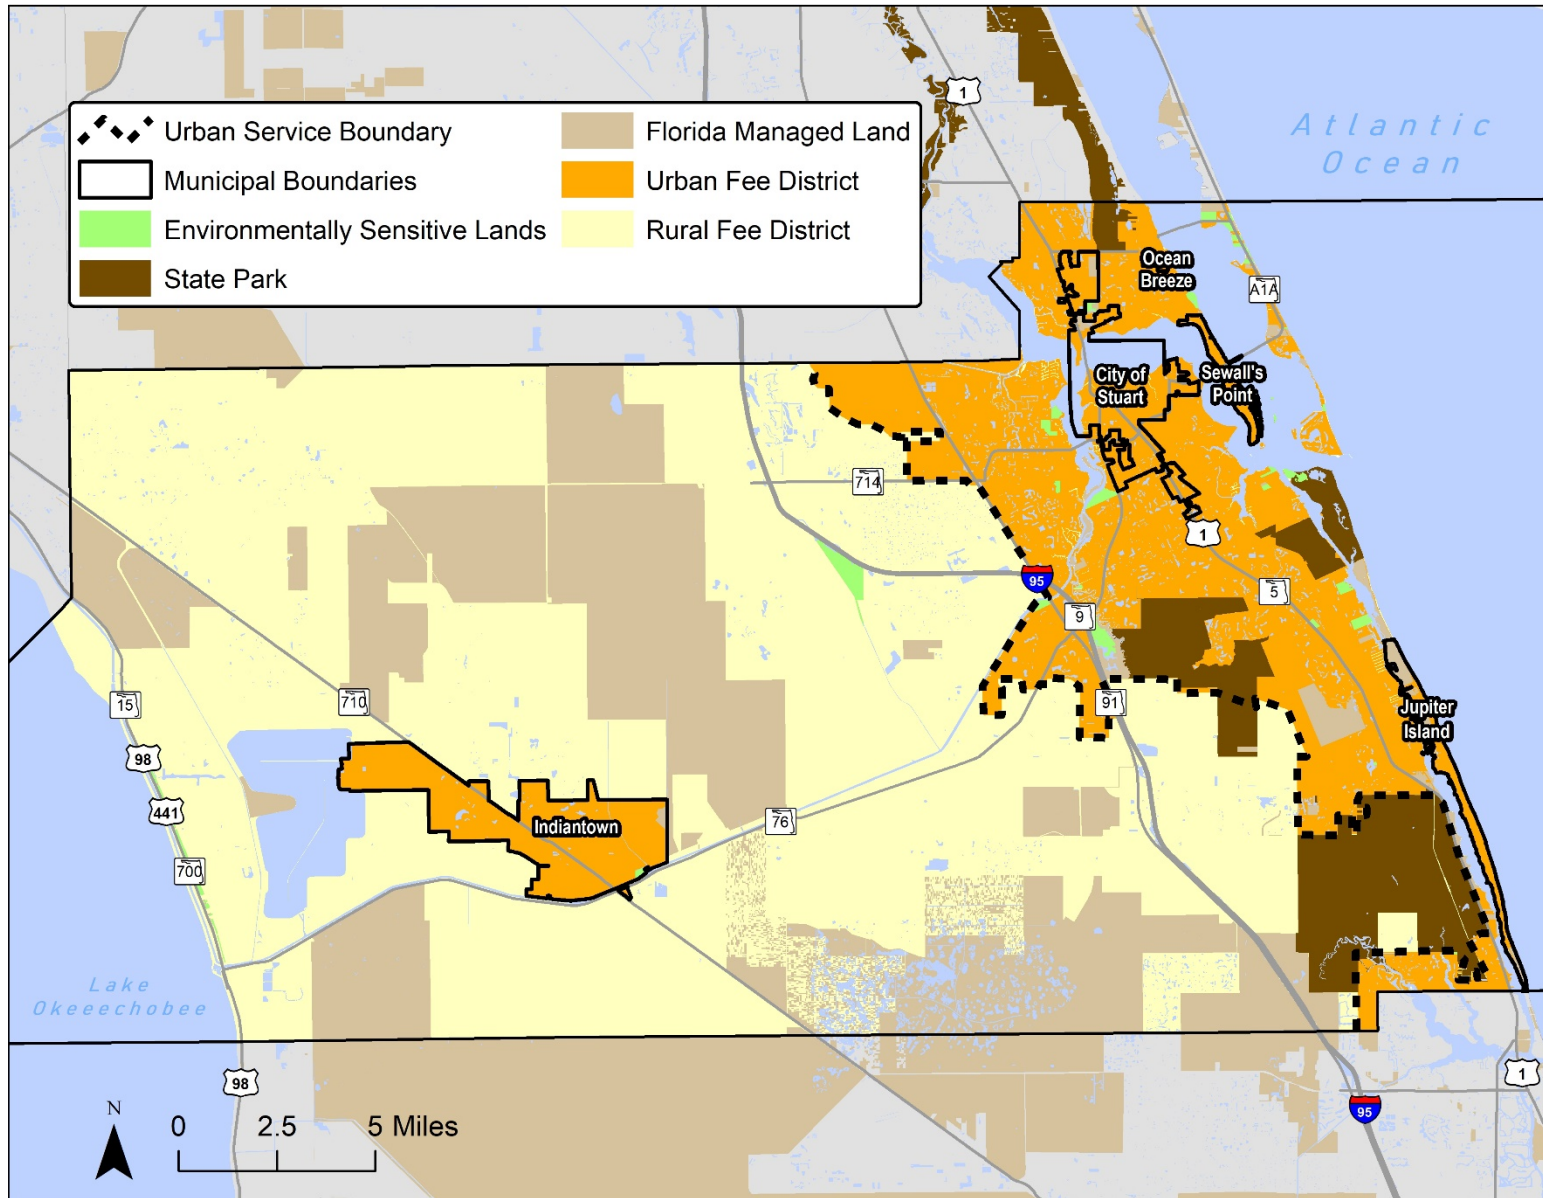 1
Atlantic
Ocean
Urban Service Boundary
Municipal Boundaries
Environmentally Sensitive Lands
State Park
Florida Managed Land
Urban Fee District
Rural Fee District
Ocean
Breeze
A1A
City of
Stuart
Sewall's
Point
714
1
95
9
5
15
710
91
Jupiter
Island
98
441
76
Indiantown
700
Lake
Okeeechobee
98
1
95
N
0 2.5 5 Miles